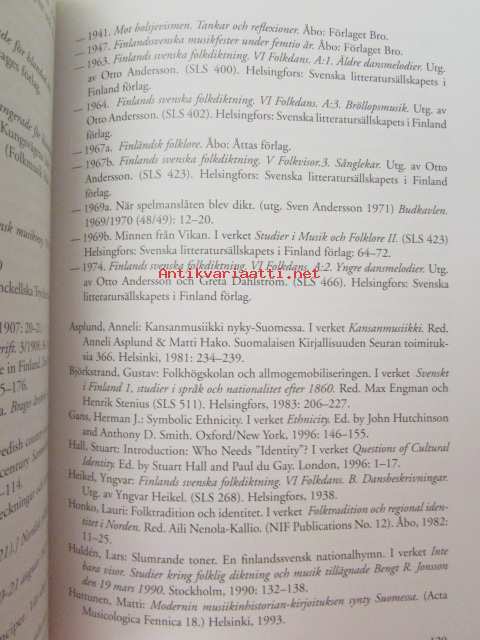 — 1941. Mot bolsjevismen. Tankar och reflexioner. Åbo: Förlaget Bro.
— 1947. Finlandssvenska musikfester under femtio år. Åbo: Förlaget Bro.
— 1963. Finlands svenska folkdiktning. VI Folkdans. A:1. Äldre dansmelodier. Utg.
av Otto Andersson. (SLS 400). Helsingfors: Svenska litteratursällskapets i
Finland förlag.
— 1964. Finlands svenska folkdiktning. VI Folkdans. A:3. Bröllopsmusik. Utg. av
Otto Andersson. (SLS 402). Helsingfors: Svenska litteratursällskapets i Finland
förlag.
— 1967a. Finländsk folklore. Åbo: Åttas förlag.
— 1967b. Finlands svenska folkdiktning. V Folkvisor.3. Sånglekar. Utg. av Otto
Andersson. (SLS 423). Helsingfors: Svenska litteratursällskapets i Finland
förlag.
— 1969a. När spelmanslåten blev dikt. (utg. Sven Andersson 1971) Budkavlen.
1969/1970 (48/49): 12–20.
— 1969b. Minnen från Vikan. I verket Studier i Musik och Folklore II. (SLS 423)
Helsingfors: Svenska litteratursällskapets i Finland förlag: 64–72.
— 1974. Finlands svenska folkdiktning. VI Folkdans. A:2. Yngre dansmelodier. Utg.
av Otto Andersson och Greta Dahlström. (SLS 466). Helsingfors: Svenska
litteratursällskapets i Finland förlag.
Antikvariaatti.net
Asplund, Anneli: Kansanmusiikki nyky-Suomessa. I verket Kansanmusiikki. Red.
Anneli Asplund & Matti Hako. Suomalaisen Kirjallisuuden Seuran toimituk-
sia 366. Helsinki, 1981: 234–239.
Björkstrand, Gustav: Folkhögskolan och allmogemobiliseringen. I verket Svenskt
i Finland 1, studier i språk och nationalitet efter 1860. Red. Max Engman och
Henrik Stenius (SLS 511). Helsingfors, 1983: 206–227.
Gans, Herman J.: Symbolic Ethnicity. I verket Ethnicity. Ed. by John Hutchinson
and Anthony D. Smith. Oxford/New York, 1996: 146–155.
Hall, Stuart: Introduction: Who Needs "Identity"? I verket Questions of Cultural
Identity. Ed. by Stuart Hall and Paul du Gay. London, 1996: 1–17.
Heikel, Yngvar: Finlands svenska folkdiktning. VI Folkdans. B. Dansbeskrivningar.
Utg. av Yngvar Heikel. (SLS 268). Helsingfors, 1938.
Honko, Lauri: Folktradition och identitet. I verket Folktradition och regional iden-
titet i Norden. Red. Aili Nenola-Kallio. (NIF Publications No. 12). Åbo, 1982:
11–25.
Huldén, Lars: Slumrande toner. En finlandssvensk nationalhymn. I verket Inte
bara visor. Studier kring folklig diktning och musik tillägnade Bengt R. Jonsson
den 19 mars 1990. Stockholm, 1990: 132–138.
Huttunen, Matti: Modernin musiikinhistorian-kirjoituksen synty Suomessa. (Acta
Musicologica Fennica 18.) Helsinki, 1993.